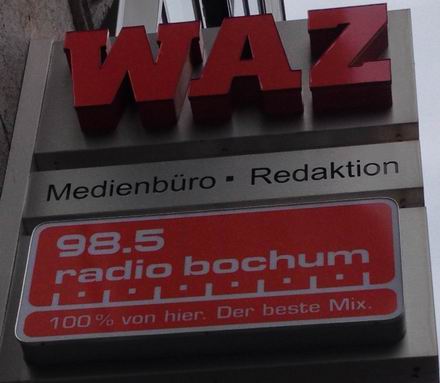 WAZ
Medienbüro ▪ Redaktion
98.5
radio bochum
100% von hier. Der beste Mix.